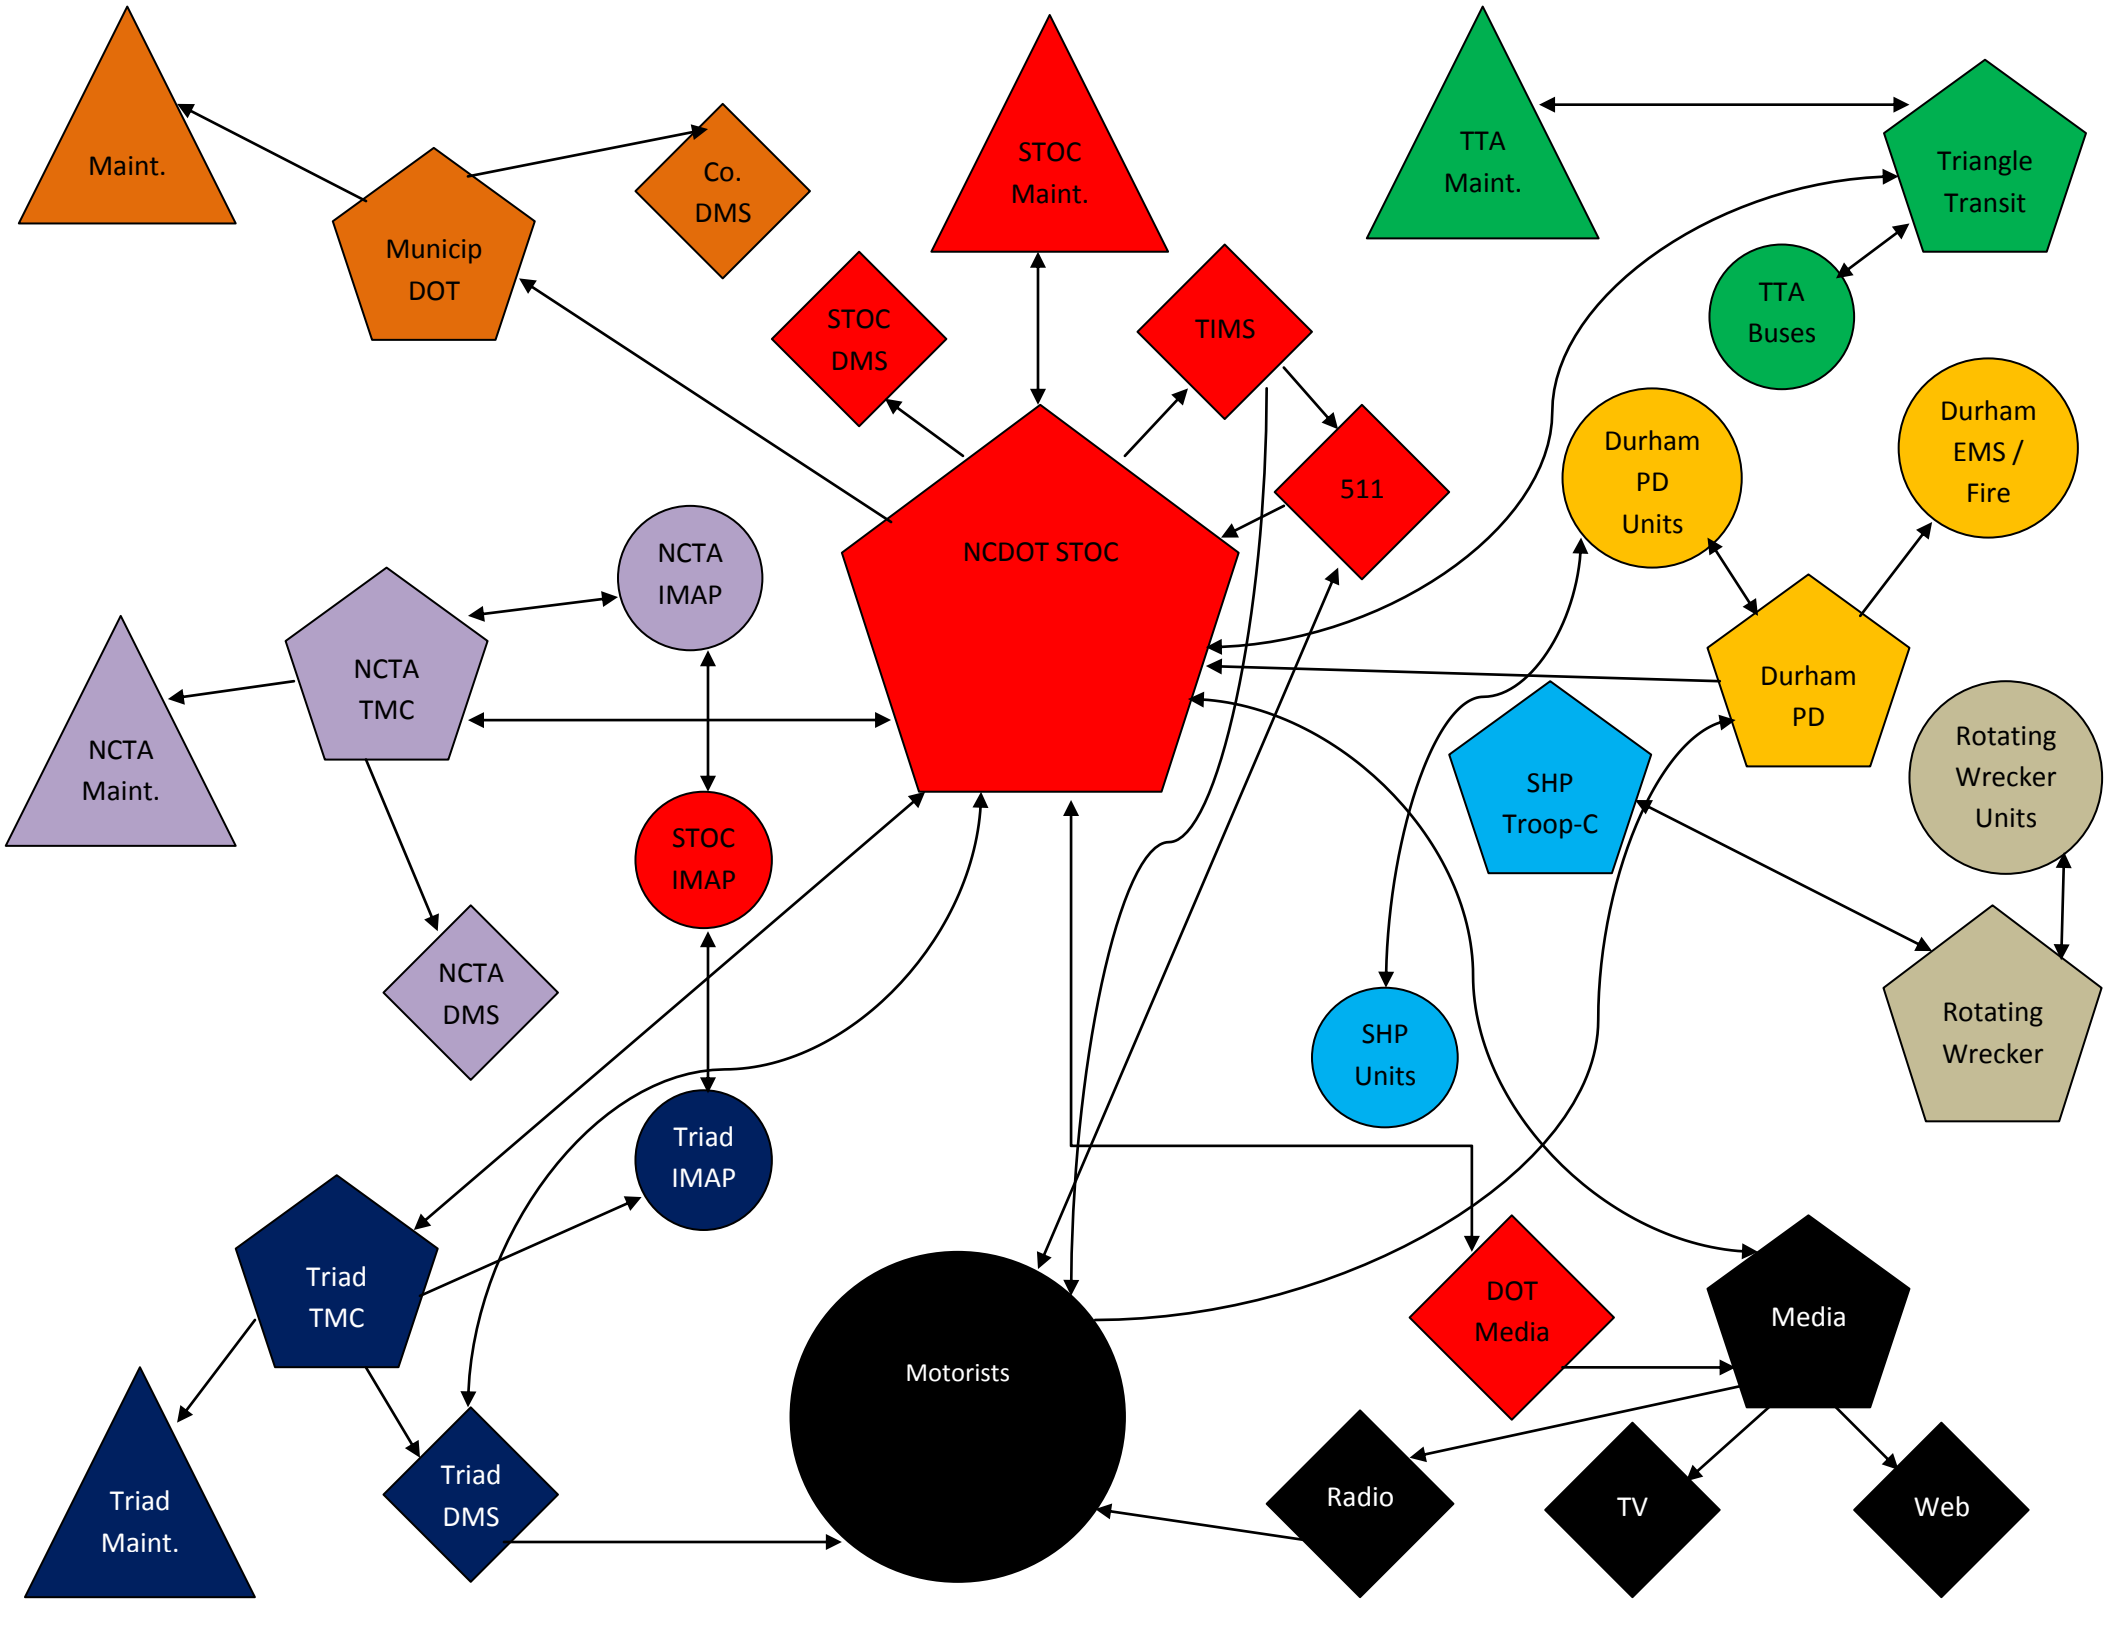 Maint.
Municip
DOT
Co.
DMS
STOC
Maint.
TTA
Maint.
Triangle
Transit
TTA
Buses
STOC
DMS
TIMS
511
Durham
PD
Units
Durham
EMS /
Fire
NCDOT STOC
NCTA
IMAP
NCTA
TMC
NCTA
Maint.
Durham
PD
SHP
Troop-C
Rotating
Wrecker
Units
STOC
IMAP
NCTA
DMS
SHP
Units
Rotating
Wrecker
Triad
IMAP
Triad
TMC
DOT
Media
Media
Motorists
Triad
Maint.
Triad
DMS
Radio
TV
Web